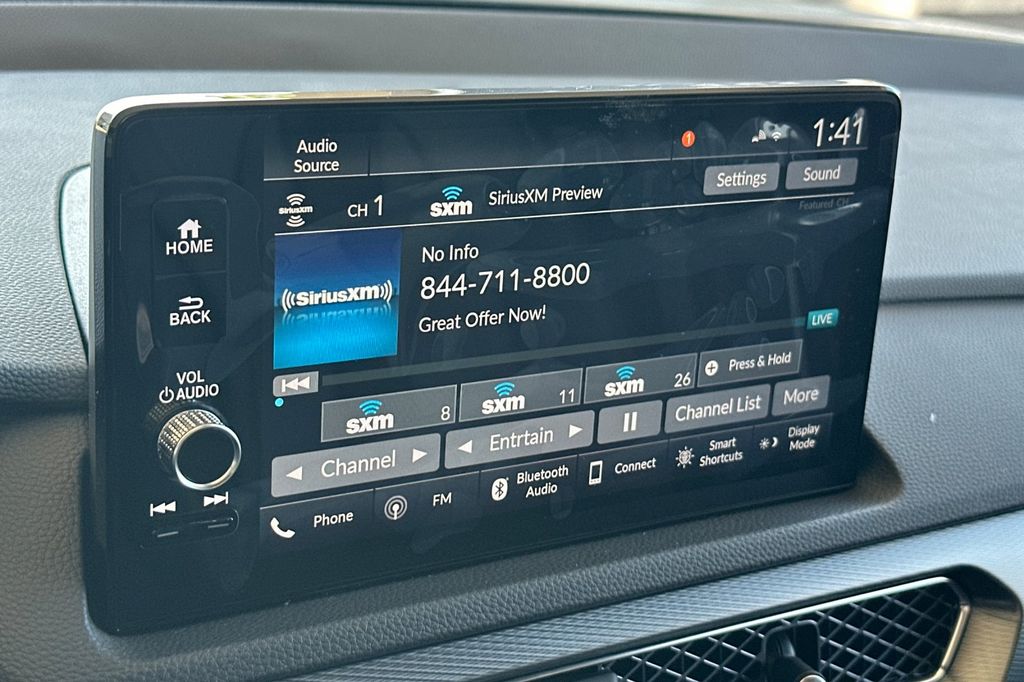 Audio
Source
1
1:41
SiriusXM
CH 1
sxm
SiriusXM Preview
Settings
Sound
Featured CH
HOME
BACK
VOL
AUDIO
((SiriusXM))
No Info
844-711-8800
Great Offer Now!
LIVE
sxm 8
sxm 11
sxm 26
Press & Hold
Channel
Entrtain
Channel List
More
Phone
FM
Bluetooth
Audio
Connect
Smart
Shortcuts
Display
Mode